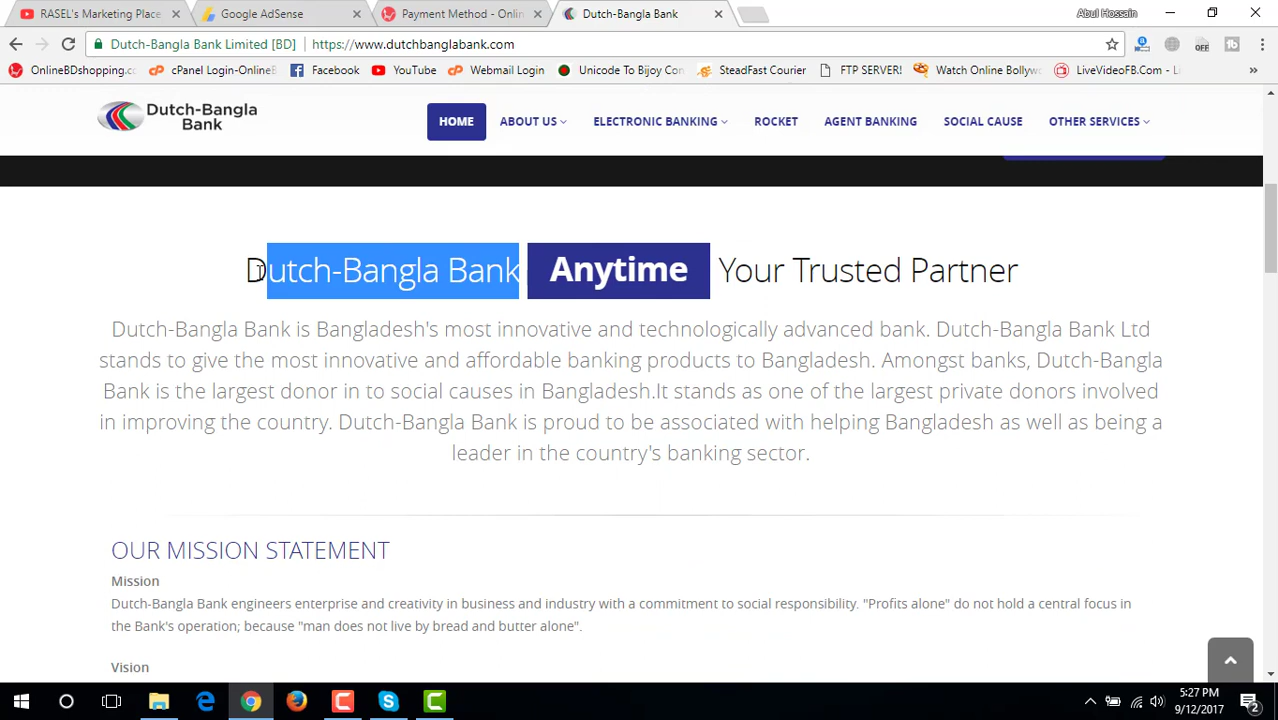 RASEL's Marketing Place
Google AdSense
Payment Method - Onlin
Dutch-Bangla Bank
Abul Hossain
Dutch-Bangla Bank Limited [BD]
https://www.dutchbanglabank.com
OFF
OnlineBDshopping.co
cPanel Login-OnlineB
Facebook
YouTube
Webmail Login
Unicode To Bijoy Con
SteadFast Courier
FTP SERVER!
Watch Online Bollyw
LiveVideoFB.Com - Li
Dutch-Bangla
Bank
HOME
ABOUT US
ELECTRONIC BANKING
ROCKET
AGENT BANKING
SOCIAL CAUSE
OTHER SERVICES
Dutch-Bangla Bank Anytime Your Trusted Partner
Dutch-Bangla Bank is Bangladesh's most innovative and technologically advanced bank. Dutch-Bangla Bank Ltd
stands to give the most innovative and affordable banking products to Bangladesh. Amongst banks, Dutch-Bangla
Bank is the largest donor in to social causes in Bangladesh.It stands as one of the largest private donors involved
in improving the country. Dutch-Bangla Bank is proud to be associated with helping Bangladesh as well as being a
leader in the country's banking sector.
OUR MISSION STATEMENT
Mission
Dutch-Bangla Bank engineers enterprise and creativity in business and industry with a commitment to social responsibility. "Profits alone" do not hold a central focus in
the Bank's operation; because "man does not live by bread and butter alone".
Vision
5:27 PM
9/12/2017
2